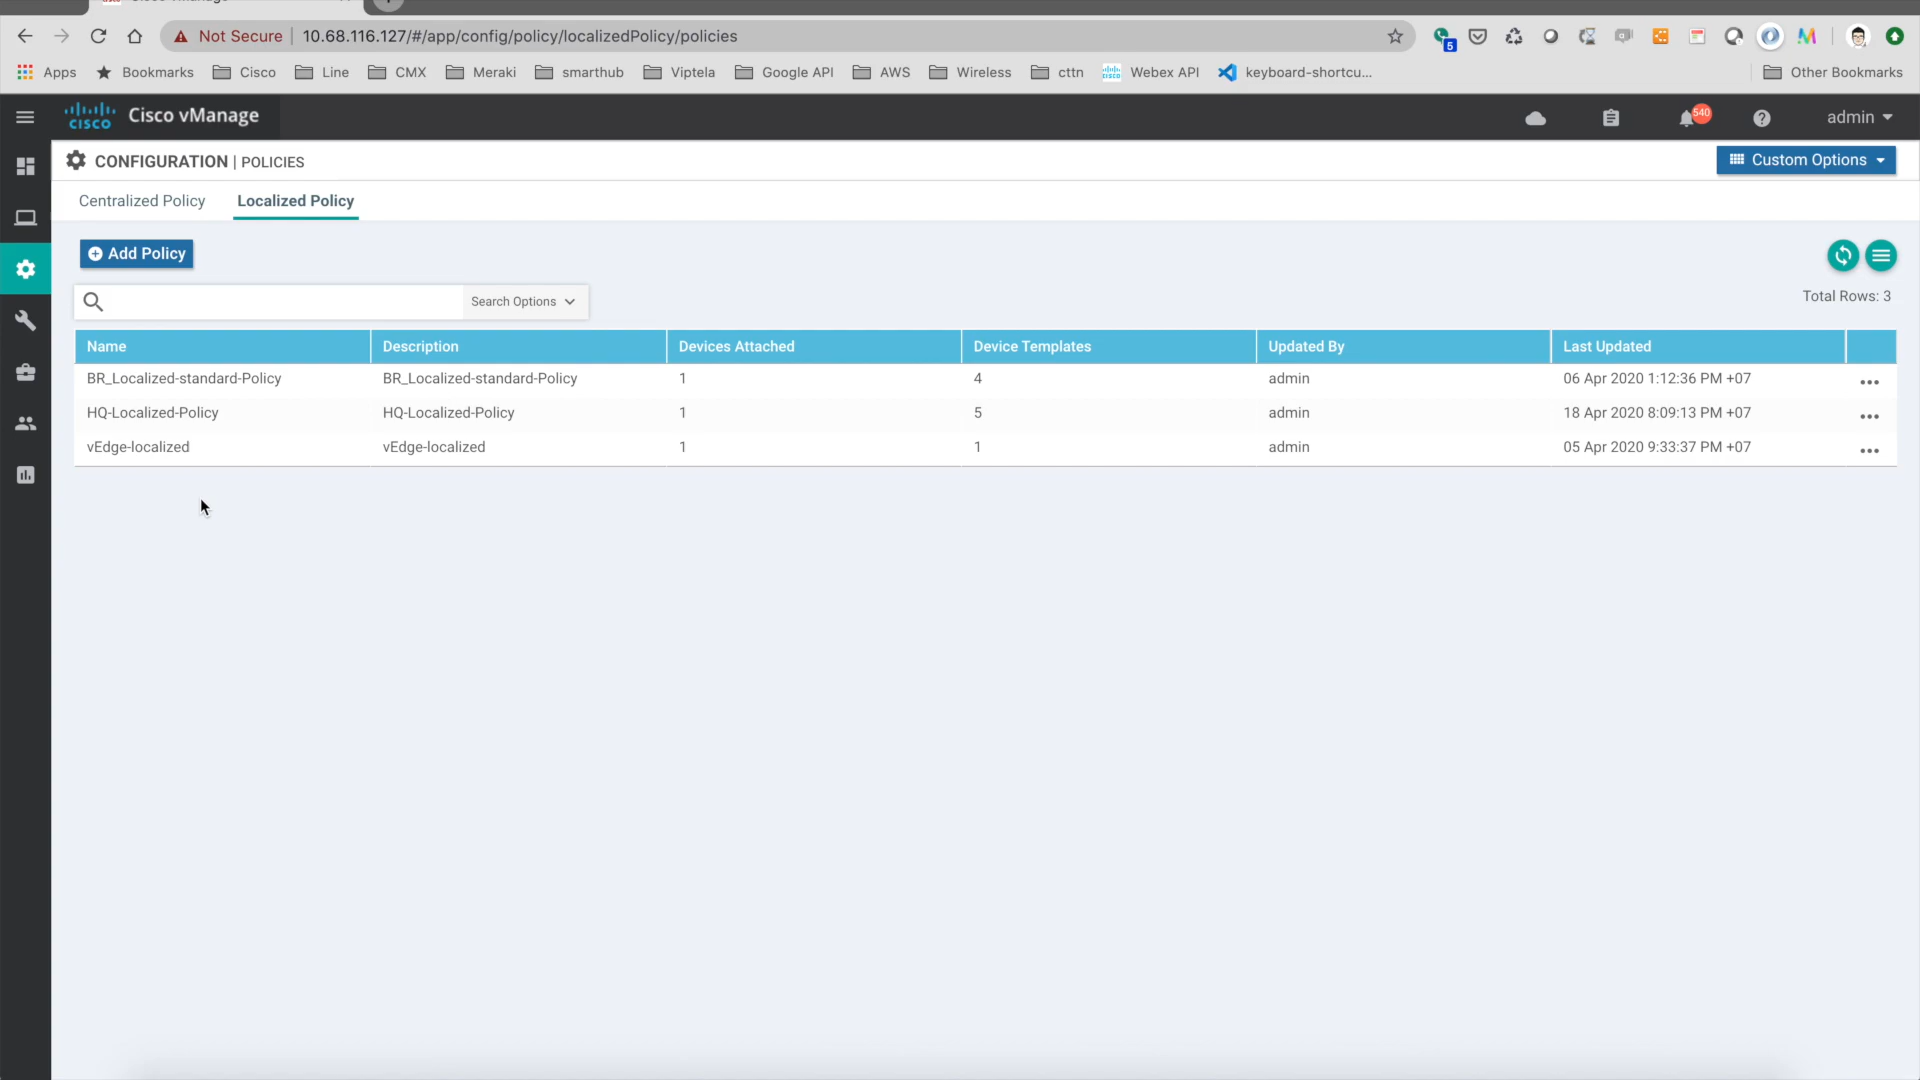 Not Secure 10.68.116.127/#/app/config/policy/localizedPolicy/policies 5
Apps Bookmarks Cisco Line CMX Meraki smarthub Viptela Google API AWS Wireless cttn Webex API keyboard-shortcu... Other Bookmarks
CISCO Cisco vManage 540 admin
CONFIGURATION | POLICIES Custom Options
Centralized Policy Localized Policy
Add Policy
Search Options
Total Rows: 3
Name Description Devices Attached Device Templates Updated By Last Updated
BR_Localized-standard-Policy BR_Localized-standard-Policy 1 4 admin 06 Apr 2020 1:12:36 PM +07
HQ-Localized-Policy HQ-Localized-Policy 1 5 admin 18 Apr 2020 8:09:13 PM +07
vEdge-localized vEdge-localized 1 1 admin 05 Apr 2020 9:33:37 PM +07